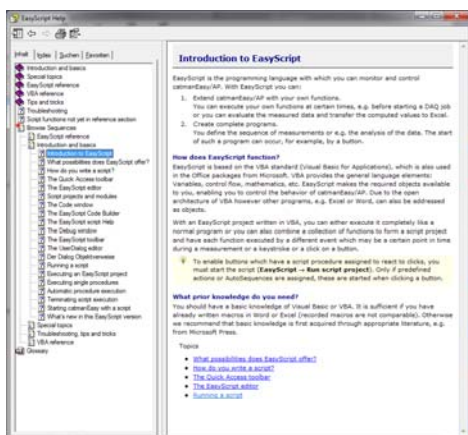 EasyScript Help
Inhalt Index Suchen Favoriten
Introduction and basics
Special topics
EasyScript reference
VBA reference
Tips and tricks
Troubleshooting
Script functions not yet in reference section
Browse Sequences
EasyScript reference
Introduction and basics
Introduction to EasyScript
What possibilities does EasyScript offer?
How do you write a script?
The Quick Access toolbar
The EasyScript editor
Script projects and modules
The Code window
The EasyScript Code Builder
The EasyScript script Help
The Debug window
The EasyScript toolbar
The UserDialog editor
Der Dialog Objektverweise
Running a script
Executing an EasyScript project
Executing single procedures
Automatic procedure execution
Terminating script execution
Starting catmanEasy with a script
What's new in this EasyScript version
Special topics
Troubleshooting, tips and tricks
VBA reference
Glossary
Introduction to EasyScript
EasyScript is the programming language with which you can monitor and control
catmanEasy/AP. With EasyScript you can:
1. Extend catmanEasy/AP with your own functions.
You can execute your own functions at certain times, e.g. before starting a DAQ job
or you can evaluate the measured data and transfer the computed values to Excel.
2. Create complete programs.
You define the sequence of measurements or e.g. the analysis of the data. The start
of such a program can occur, for example, by a button.
How does EasyScript function?
EasyScript is based on the VBA standard (Visual Basic for Applications), which is also used
in the Office packages from Microsoft. VBA provides the general language elements:
Variables, control flow, mathematics, etc. EasyScript makes the required objects available
to you, enabling you to control the behavior of catmanEasy/AP. Due to the open
architecture of VBA however other programs, e.g. Excel or Word, can also be addressed
as objects.
With an EasyScript project written in VBA, you can either execute it completely like a
normal program or you can also combine a collection of functions to form a script project
and have each function executed by a different event which may be a certain point in time
during a measurement or a keystroke or a click on a button.
To enable buttons which have a script procedure assigned to react to clicks, you
must start the script (EasyScript → Run script project). Only if predefined
actions or AutoSequences are assigned, these are started when clicking a button.
What prior knowledge do you need?
You should have a basic knowledge of Visual Basic or VBA. It is sufficient if you have
already written macros in Word or Excel (recorded macros are not comparable). Otherwise
we recommend that basic knowledge is first acquired through appropriate literature, e.g.
from Microsoft Press.
Topics
What possibilities does EasyScript offer?
How do you write a script?
The Quick Access toolbar
The EasyScript editor
Running a script